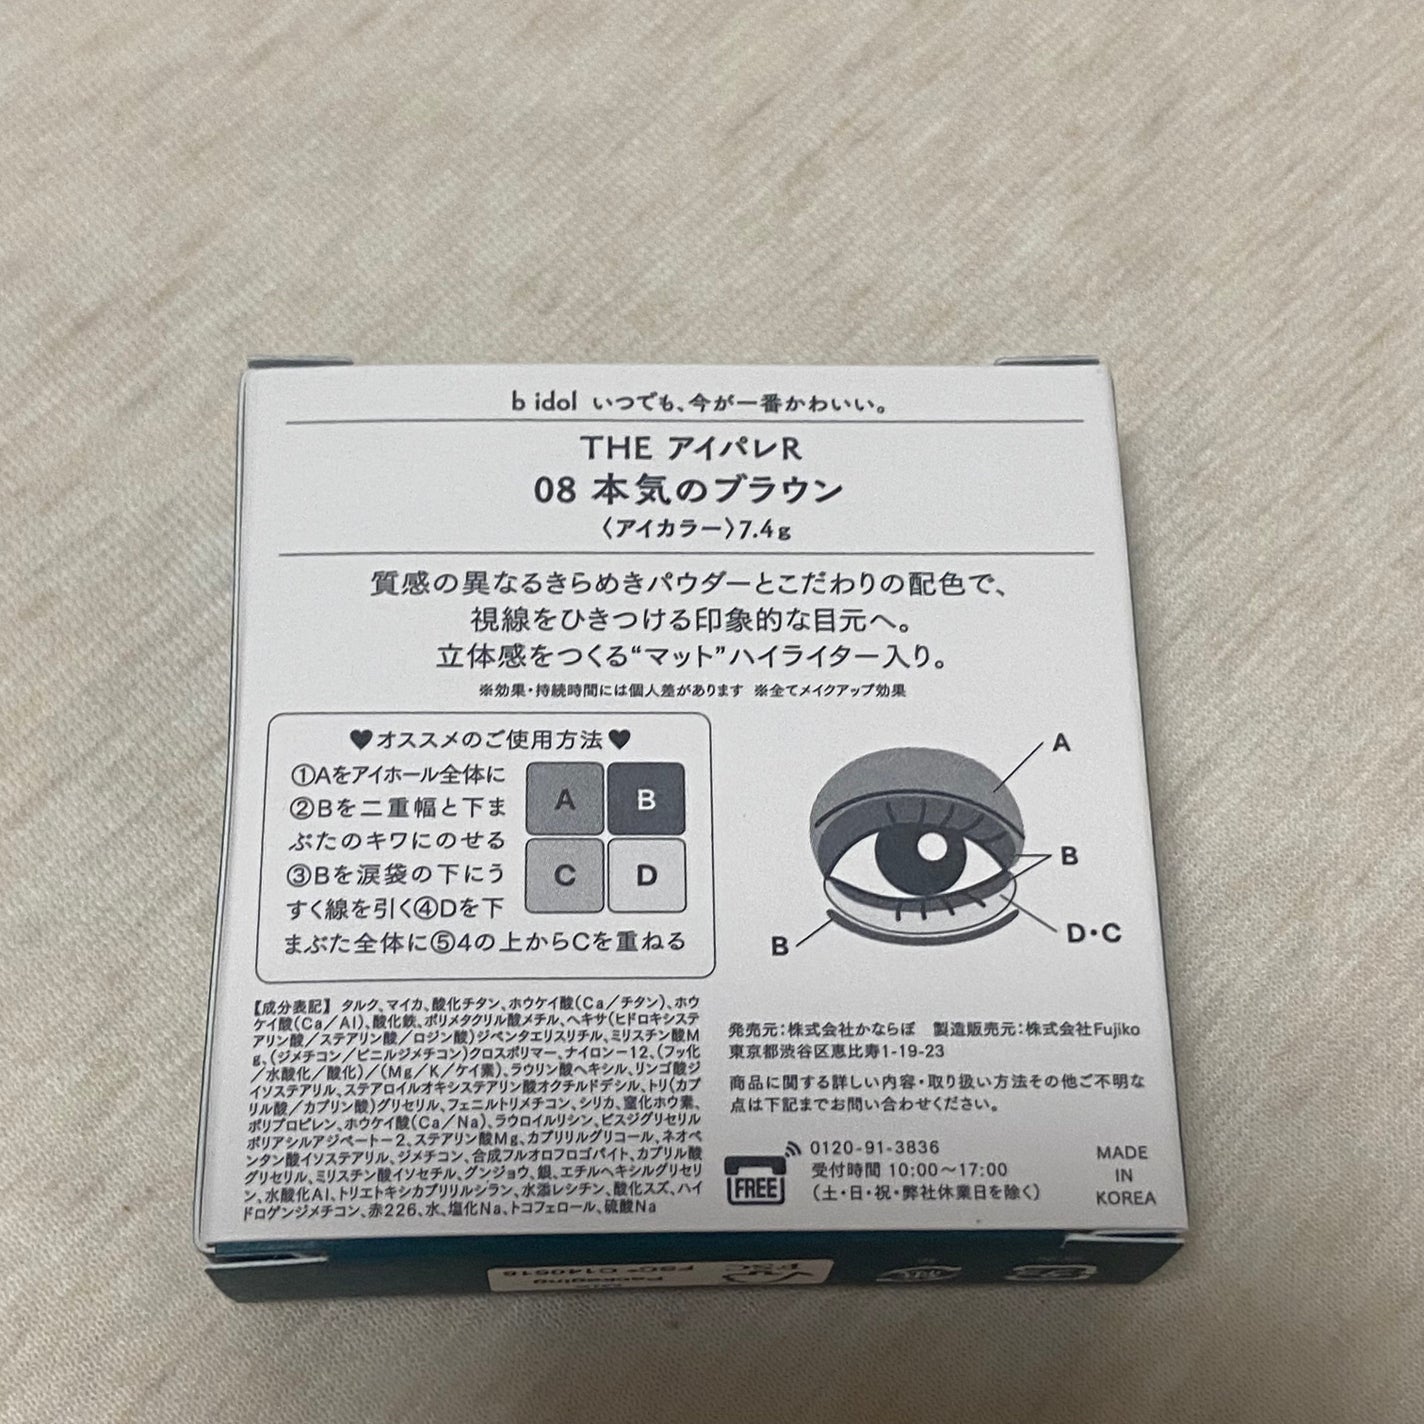 b idol いつでも、今が一番かわいい。
THE アイパレR
08 本気のブラウン
〈アイカラー〉7.4g
質感の異なるきらめきパウダーとこだわりの配色で、
視線をひきつける印象的な目元へ。
立体感をつくる“マット”ハイライター入り。
※効果・持続時間には個人差があります ※全てメイクアップ効果
♥オススメのご使用方法♥
①Aをアイホール全体に
②Bを二重幅と下ま
ぶたのキワにのせる
③Bを涙袋の下にう
すく線を引く④Dを下
まぶた全体に⑤4の上からCを重ねる
A B
C D
A
B
D・C
B
【成分表記】タルク、マイカ、酸化チタン、ホウケイ酸(Ca/チタン)、ホウ
ケイ酸(Ca/Al)、酸化鉄、ポリメタクリル酸メチル、ヘキサ(ヒドロキシステ
アリン酸/ステアリン酸/ロジン酸)ジペンタエリスリチル、ミリスチン酸M
g、(ジメチコン/ビニルジメチコン)クロスポリマー、ナイロン-12、(フッ化
/水酸化/酸化)/(Mg/K/ケイ素)、ラウリン酸ヘキシル、リンゴ酸ジ
イソステアリル、ステアロイルオキシステアリン酸オクチルドデシル、トリ(カプ
リル酸/カプリン酸)グリセリル、フェニルトリメチコン、シリカ、窒化ホウ素、
ポリプロピレン、ホウケイ酸(Ca/Na)、ラウロイルリシン、ビスジグリセリル
ポリアシルアジペート-2、ステアリン酸Mg、カプリリルグリコール、ネオペ
ンタン酸イソステアリル、ジメチコン、合成フルオロフロゴパイト、カプリル酸
グリセリル、ミリスチン酸イソセチル、グンジョウ、銀、エチルヘキシルグリセリ
ン、水酸化Al、トリエトキシカプリリルシラン、水添レシチン、酸化スズ、ハイ
ドロゲンジメチコン、赤226、水、塩化Na、トコフェロール、硫酸Na
発売元：株式会社かならぼ 製造販売元：株式会社Fujiko
東京都渋谷区恵比寿1-19-23
商品に関する詳しい内容・取り扱い方法その他ご不明な
点は下記までお問い合わせください。
FREE
0120-91-3836
受付時間 10:00～17:00
(土・日・祝・弊社休業日を除く)
MADE
IN
KOREA
FSC
Packaging